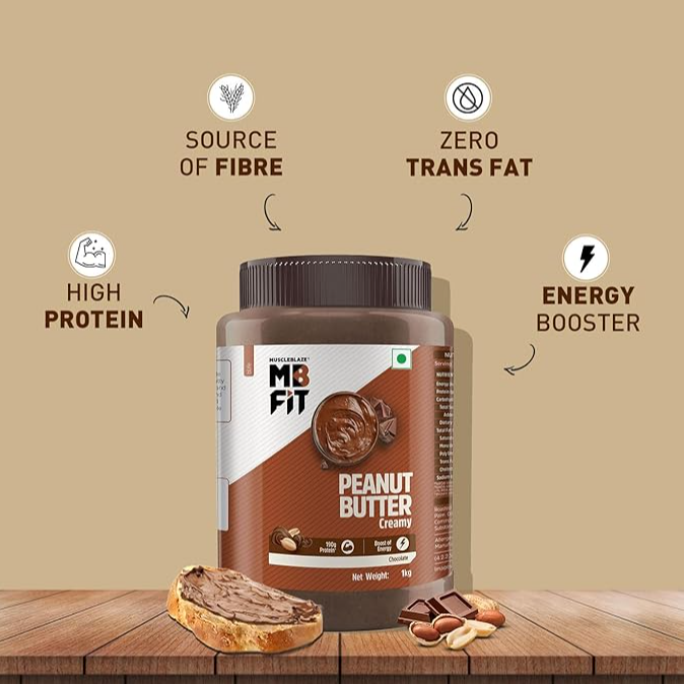 SOURCE
OF FIBRE
ZERO
TRANS FAT
HIGH
PROTEIN
ENERGY
BOOSTER
MUSCLEBLAZE
MB
FIT
PEANUT
BUTTER
Creamy
190g
Protein
Boost of
Energy
Chocolate
Net Weight: 1kg